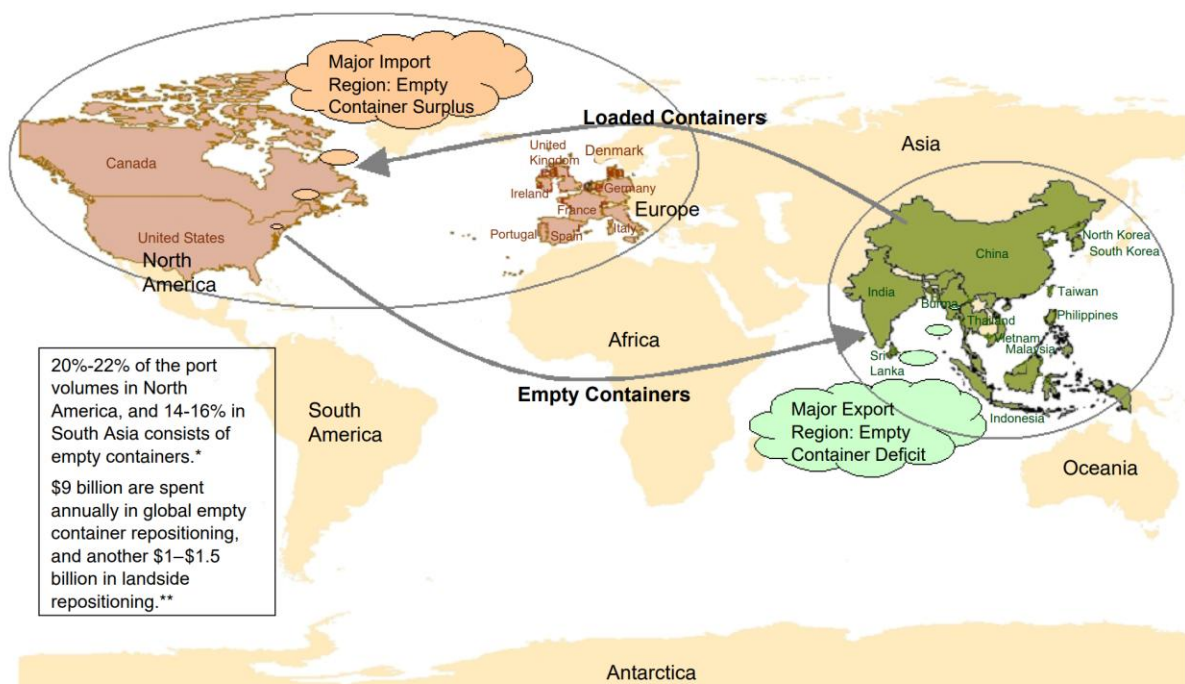 Major Import
Region: Empty
Container Surplus
Loaded Containers
Asia
Canada
United
Kingdom
Denmark
Ireland
Germany
France
Europe
Portugal
Spain
Italy
United States
North
America
China
North Korea
South Korea
India
Burma
Taiwan
Thailand
Philippines
Vietnam
Malaysia
Sri
Lanka
Indonesia
Africa
Empty Containers
South
America
Major Export
Region: Empty
Container Deficit
Oceania
20%-22% of the port
volumes in North
America, and 14-16% in
South Asia consists of
empty containers.*
$9 billion are spent
annually in global empty
container repositioning,
and another $1–$1.5
billion in landside
repositioning.**
Antarctica